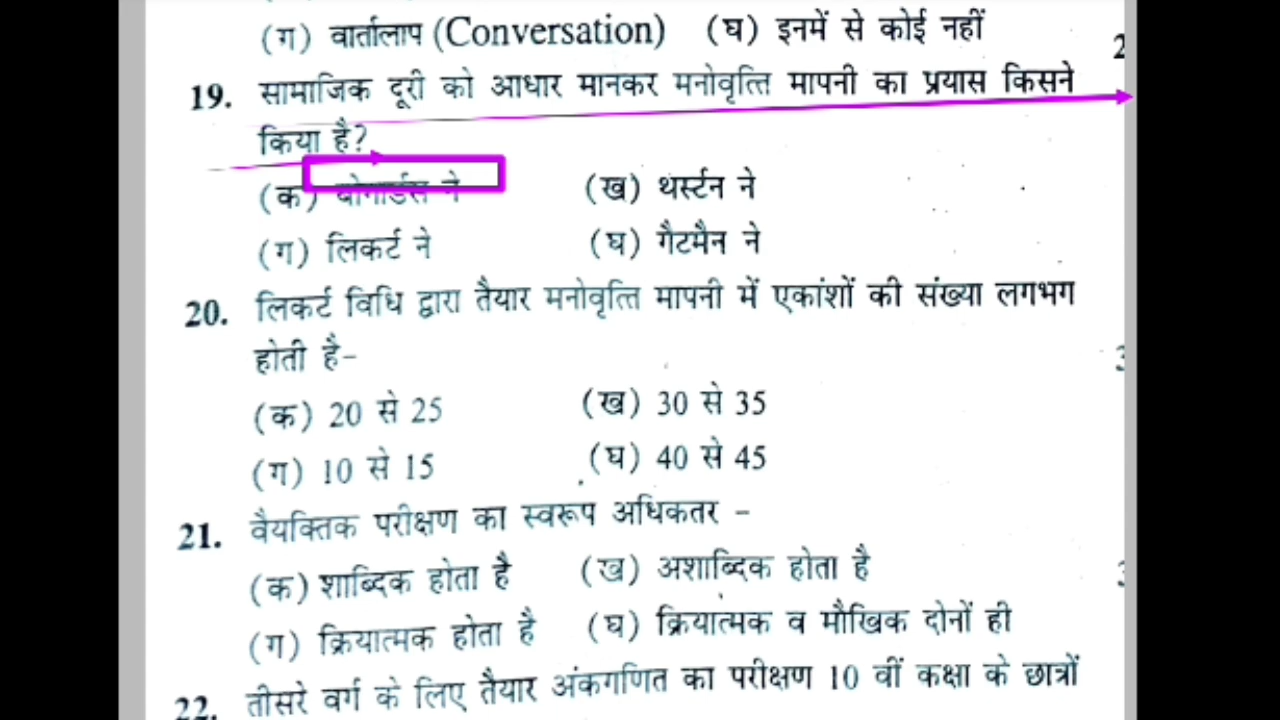 (ग) वार्तालाप (Conversation) (घ) इनमें से कोई नहीं
19. सामाजिक दूरी को आधार मानकर मनोवृत्ति मापनी का प्रयास किसने
किया है?
(क) बोगार्डस ने (ख) थर्स्टन ने
(ग) लिकर्ट ने (घ) गैटमैन ने
20. लिकर्ट विधि द्वारा तैयार मनोवृत्ति मापनी में एकांशों की संख्या लगभग
होती है-
(क) 20 से 25 (ख) 30 से 35
(ग) 10 से 15 (घ) 40 से 45
21. वैयक्तिक परीक्षण का स्वरूप अधिकतर -
(क) शाब्दिक होता है (ख) अशाब्दिक होता है
(ग) क्रियात्मक होता है (घ) क्रियात्मक व मौखिक दोनों ही
22. तीसरे वर्ग के लिए तैयार अंकगणित का परीक्षण 10 वीं कक्षा के छात्रों